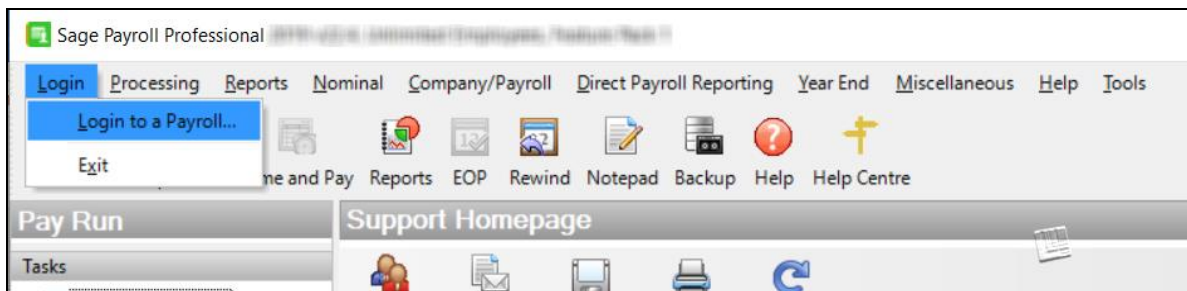 Sage Payroll Professional
Login Processing Reports Nominal Company/Payroll Direct Payroll Reporting Year End Miscellaneous Help Tools
Login to a Payroll...
Exit
and Pay Reports EOP Rewind Notepad Backup Help Help Centre
Pay Run
Support Homepage
Tasks